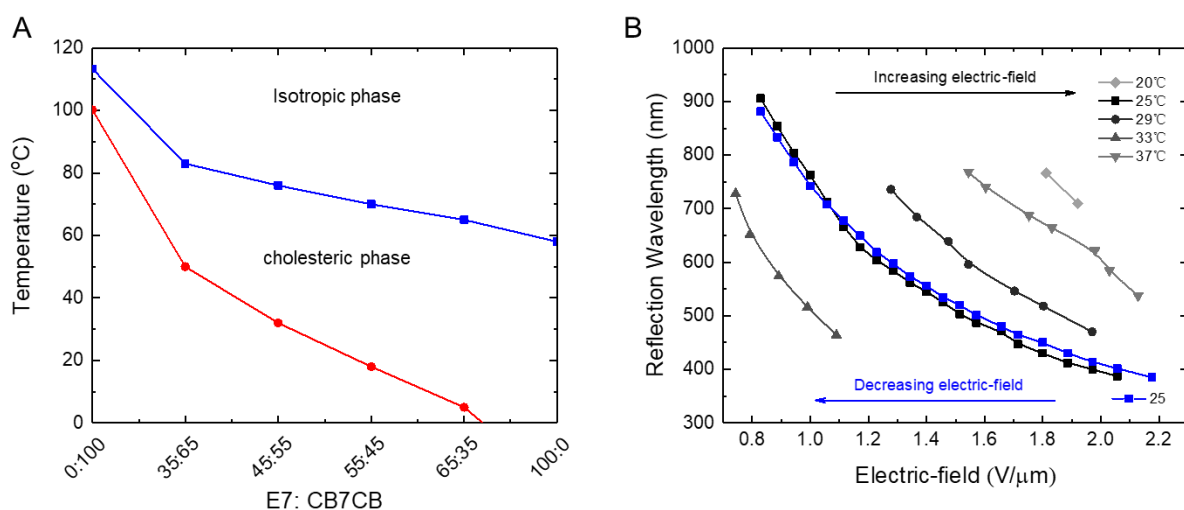 A
Temperature (°C)
120
100
80
60
40
20
0
Isotropic phase
cholesteric phase
0:100
35:65
45:55
55:45
65:35
100:0
E7: CB7CB
B
Reflection Wavelength (nm)
1000
900
800
700
600
500
400
300
Increasing electric-field
20℃
25℃
29℃
33℃
37℃
Decreasing electric-field
25
0.8 1.0 1.2 1.4 1.6 1.8 2.0 2.2
Electric-field (V/μm)